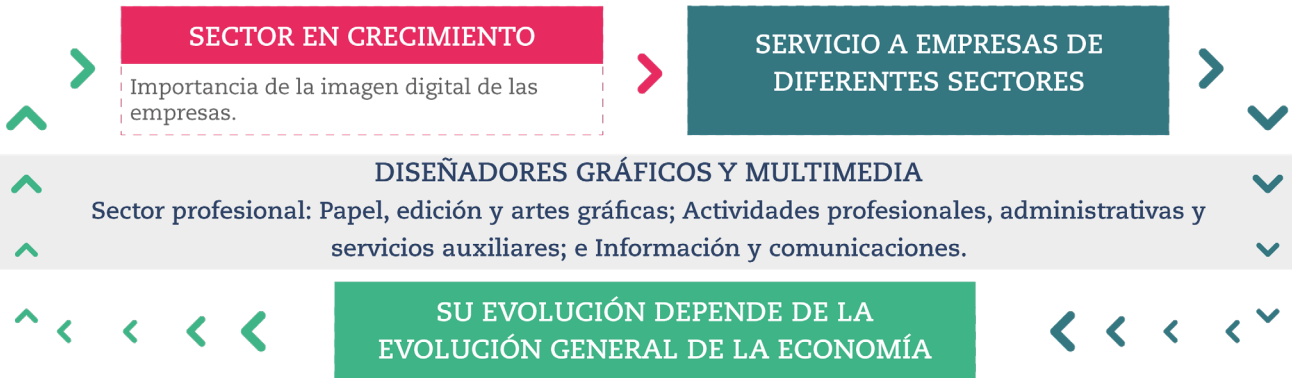 SECTOR EN CRECIMIENTO
Importancia de la imagen digital de las
empresas.
SERVICIO A EMPRESAS DE
DIFERENTES SECTORES
DISEÑADORES GRÁFICOS Y MULTIMEDIA
Sector profesional: Papel, edición y artes gráficas; Actividades profesionales, administrativas y
servicios auxiliares; e Información y comunicaciones.
SU EVOLUCIÓN DEPENDE DE LA
EVOLUCIÓN GENERAL DE LA ECONOMÍA